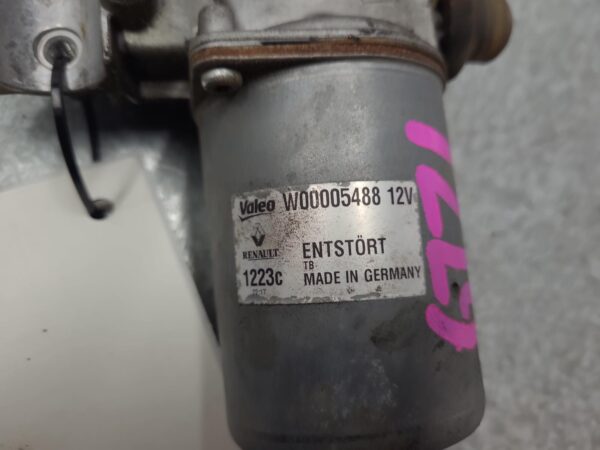 Valeo W00005488 12V
RENAULT ENTSTÖRT
TB
1223c MADE IN GERMANY